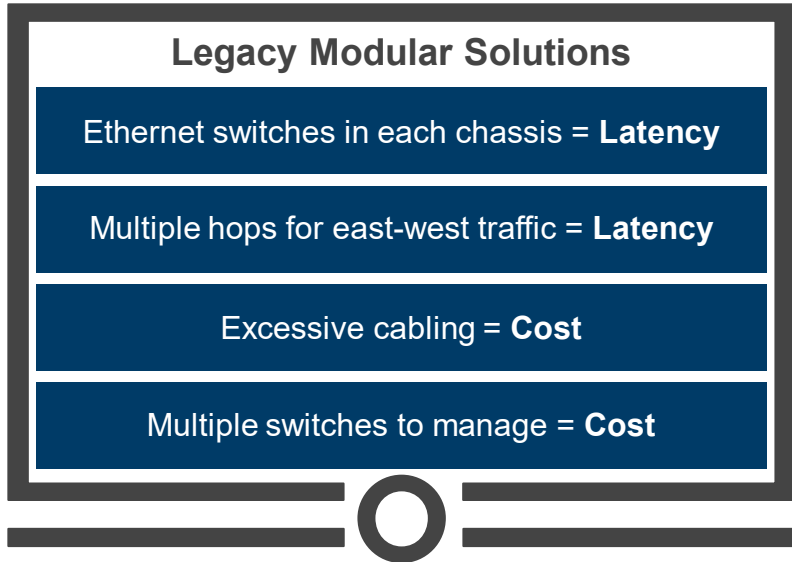 Legacy Modular Solutions
Ethernet switches in each chassis = Latency
Multiple hops for east-west traffic = Latency
Excessive cabling = Cost
Multiple switches to manage = Cost